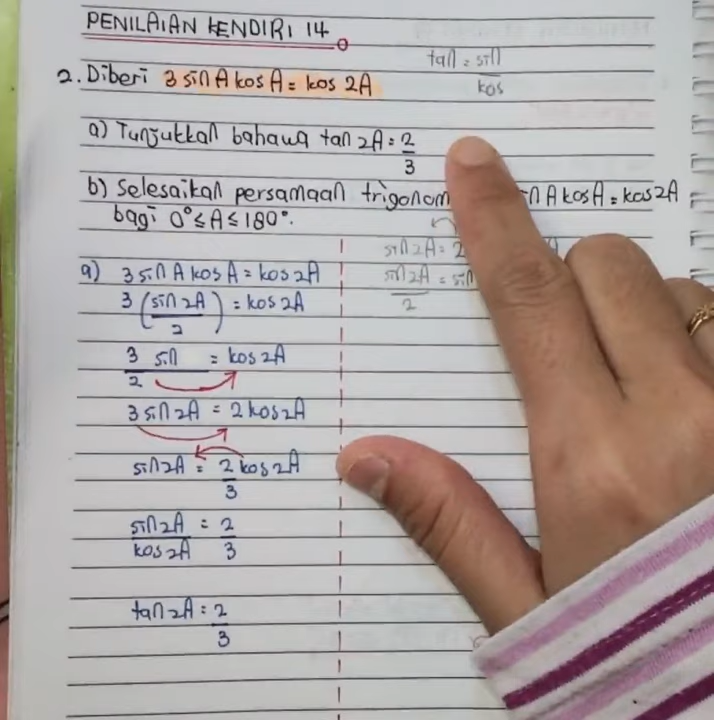 PENILAIAN KENDIRI 14
tan = sin
kos
2. Diberi 3 sin A kos A = kos 2A
a) Tunjukkan bahawa tan 2A = 2
3
b) Selesaikan persamaan trigonom A kos A = kos 2A
bagi 0° ≤ A ≤ 180°.
a) 3 sin A kos A = kos 2A
3 (sin 2A) = kos 2A
2
3 sin = kos 2A
2
3 sin 2A = 2 kos 2A
sin 2A = 2 kos 2A
3
sin 2A = 2
kos 2A 3
tan 2A = 2
3
sin 2A = 2
sin 2A = sin
2